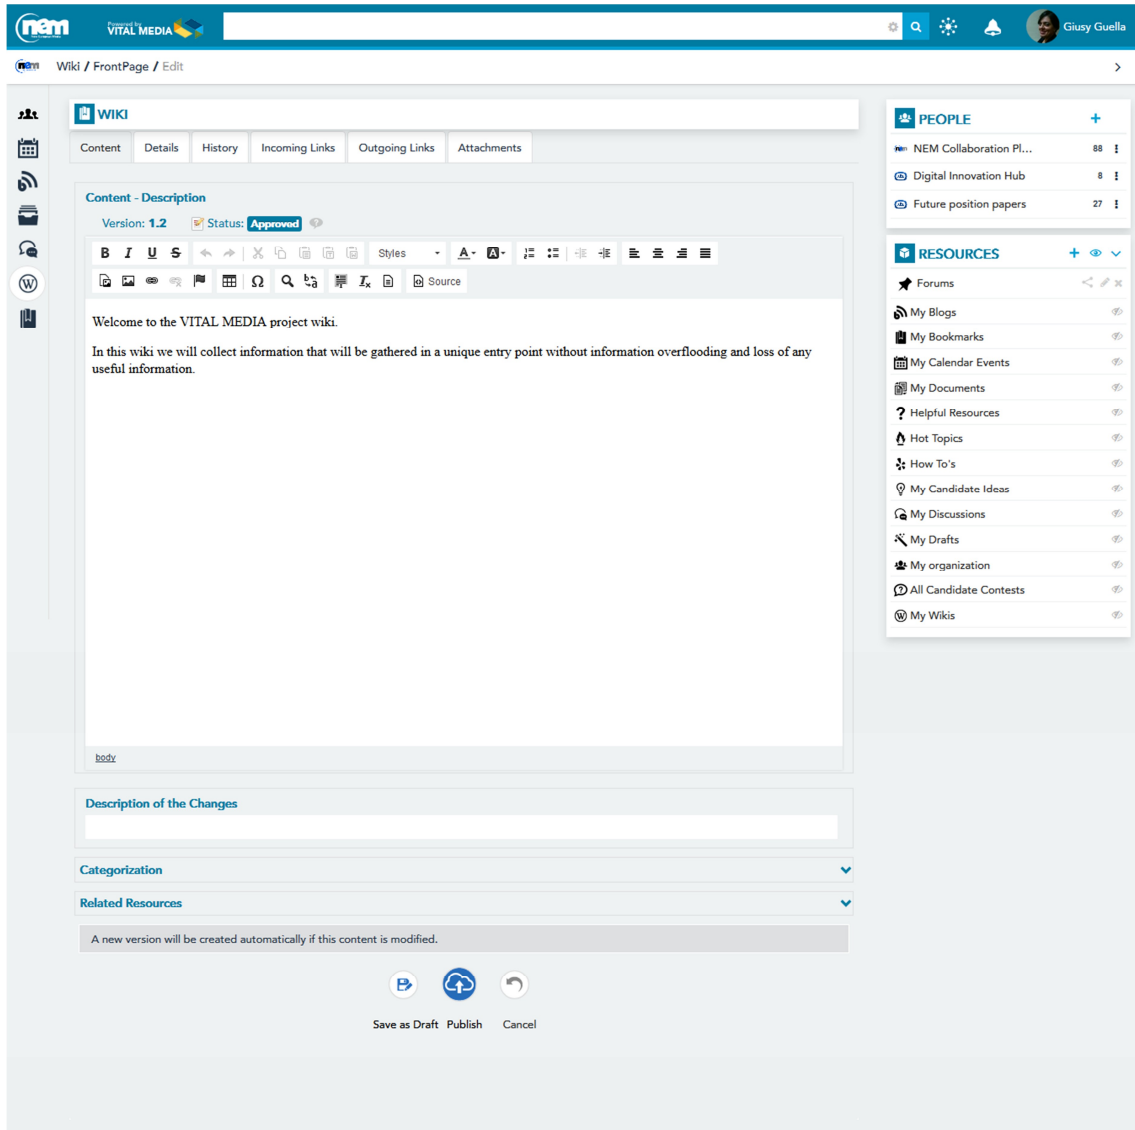 nem
Powered by
VITAL MEDIA
Giusy Guella
nem
Wiki / FrontPage / Edit
WIKI
Content Details History Incoming Links Outgoing Links Attachments
Content - Description
Version: 1.2 Status: Approved
B I U S Styles A A
Ω Source
Welcome to the VITAL MEDIA project wiki.
In this wiki we will collect information that will be gathered in a unique entry point without information overflooding and loss of any
useful information.
body
Description of the Changes
Categorization
Related Resources
A new version will be created automatically if this content is modified.
Save as Draft Publish Cancel
PEOPLE
NEM Collaboration Pl... 88
Digital Innovation Hub 8
Future position papers 27
RESOURCES
Forums
My Blogs
My Bookmarks
My Calendar Events
My Documents
Helpful Resources
Hot Topics
How To's
My Candidate Ideas
My Discussions
My Drafts
My organization
All Candidate Contests
My Wikis